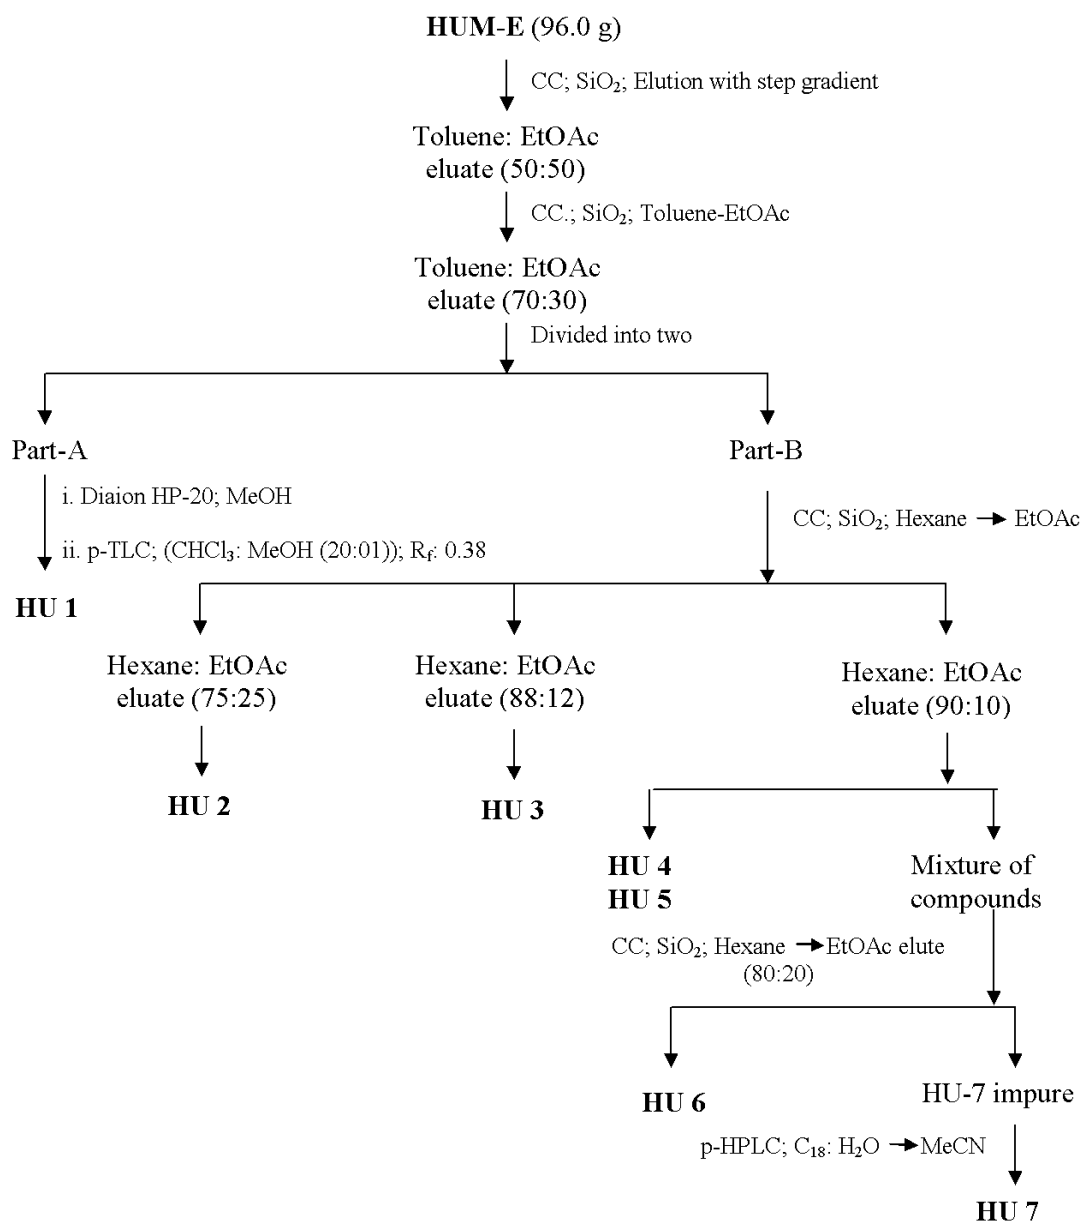 HUM-E (96.0 g)
CC; SiO₂; Elution with step gradient
Toluene: EtOAc
eluate (50:50)
CC.; SiO₂; Toluene-EtOAc
Toluene: EtOAc
eluate (70:30)
Divided into two
Part-A
Part-B
i. Diaion HP-20; MeOH
CC; SiO₂; Hexane → EtOAc
ii. p-TLC; (CHCl₃: MeOH (20:01)); Rf: 0.38
HU 1
Hexane: EtOAc
eluate (75:25)
Hexane: EtOAc
eluate (88:12)
Hexane: EtOAc
eluate (90:10)
HU 2
HU 3
HU 4
HU 5
Mixture of
compounds
CC; SiO₂; Hexane → EtOAc elute
(80:20)
HU 6
HU-7 impure
p-HPLC; C₁₈: H₂O → MeCN
HU 7